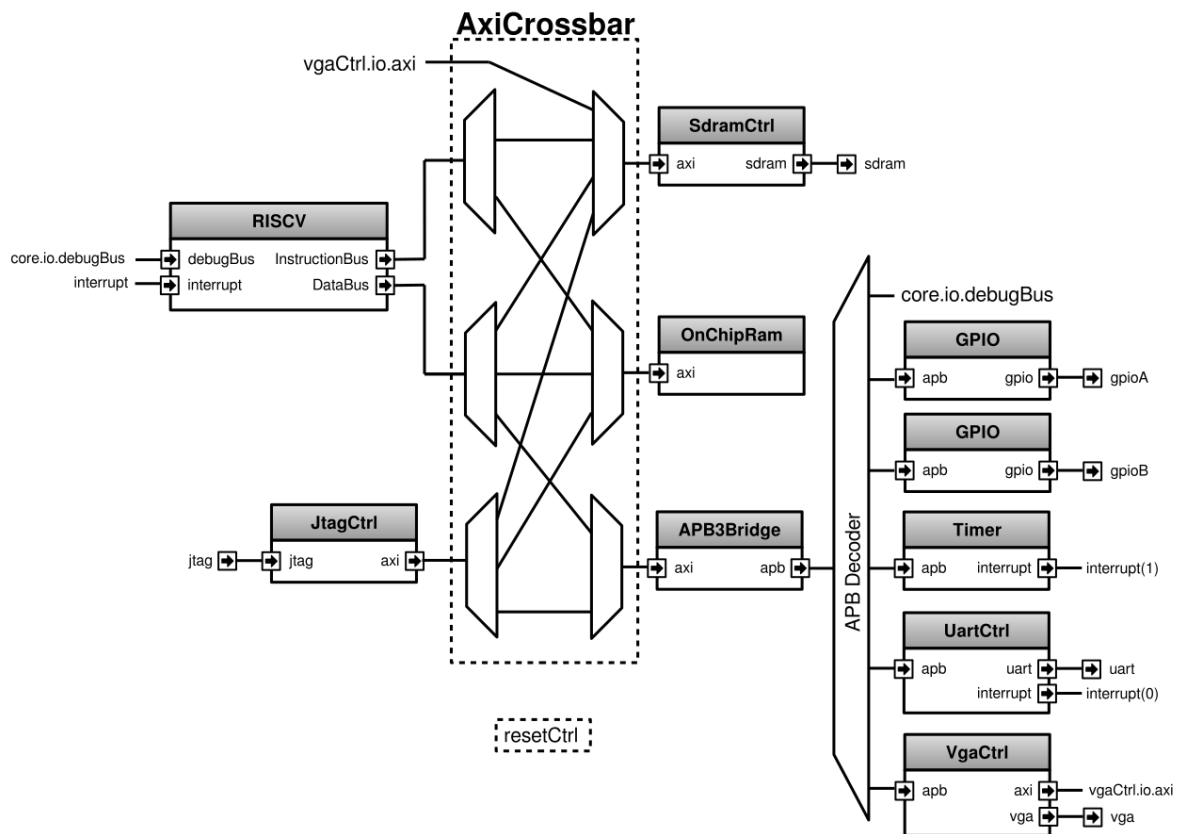 AxiCrossbar
vgaCtrl.io.axi
SdramCtrl
axi sdram
sdram
RISCV
core.io.debugBus
debugBus InstructionBus
interrupt
interrupt DataBus
core.io.debugBus
OnChipRam
axi
GPIO
apb gpio
gpioA
GPIO
apb gpio
gpioB
JtagCtrl
jtag
jtag axi
APB3Bridge
axi apb
APB Decoder
Timer
apb interrupt
interrupt(1)
UartCtrl
apb uart
uart
interrupt
interrupt(0)
resetCtrl
VgaCtrl
apb axi
vgaCtrl.io.axi
vga
vga